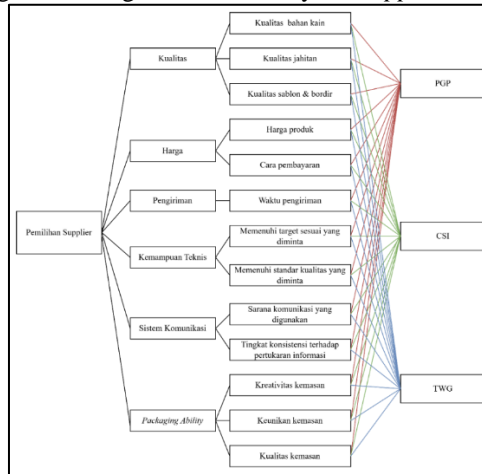 Pemilihan Supplier
Kualitas
Harga
Pengiriman
Kemampuan Teknis
Sistem Komunikasi
Packaging Ability
Kualitas bahan kain
Kualitas jahitan
Kualitas sablon & bordir
Harga produk
Cara pembayaran
Waktu pengiriman
Memenuhi target sesuai yang
diminta
Memenuhi standar kualitas yang
diminta
Sarana komunikasi yang
digunakan
Tingkat konsistensi terhadap
pertukaran informasi
Kreativitas kemasan
Keunikan kemasan
Kualitas kemasan
PGP
CSI
TWG